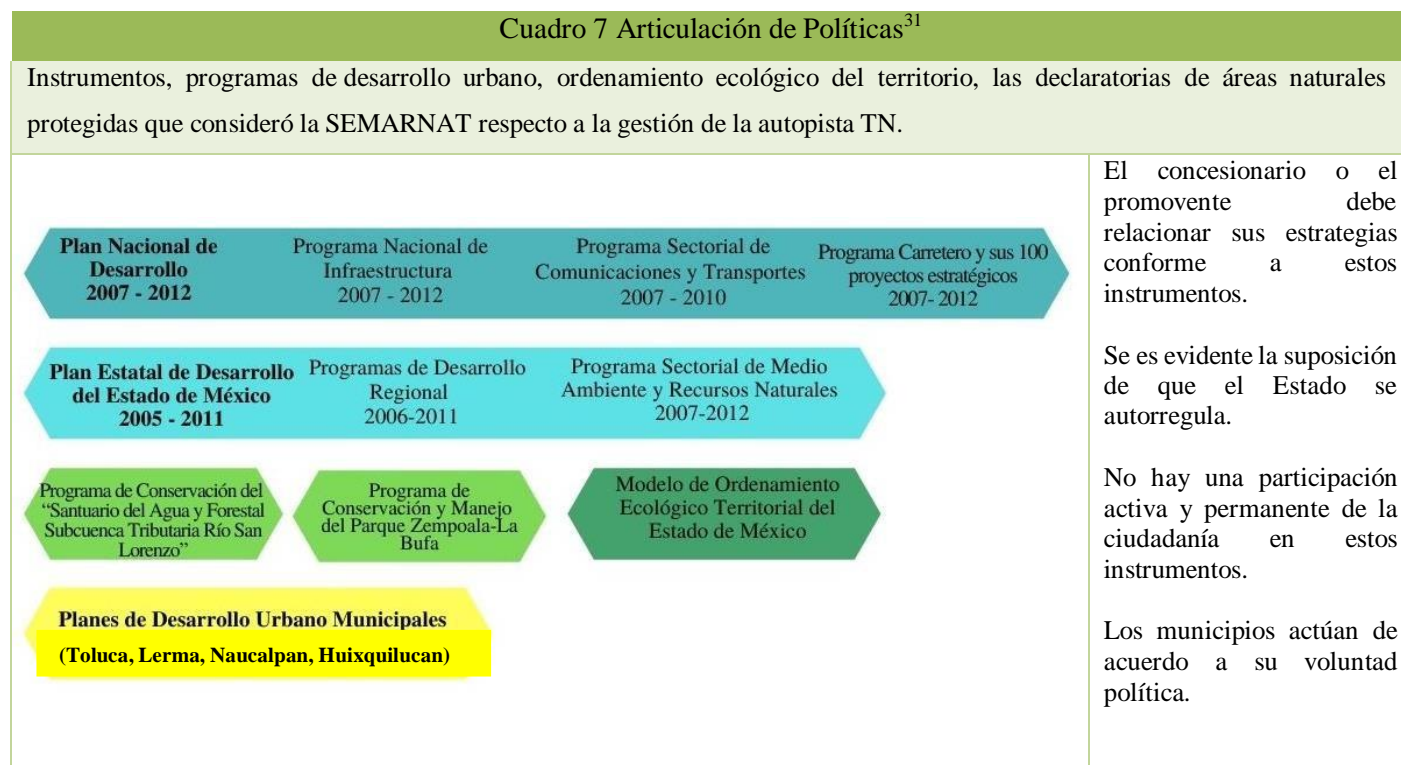 Cuadro 7 Articulación de Políticas31
Instrumentos, programas de desarrollo urbano, ordenamiento ecológico del territorio, las declaratorias de áreas naturales
protegidas que consideró la SEMARNAT respecto a la gestión de la autopista TN.
Plan Nacional de
Desarrollo
2007 - 2012
Programa Nacional de
Infraestructura
2007 - 2012
Programa Sectorial de
Comunicaciones y Transportes
2007 - 2010
Programa Carretero y sus 100
proyectos estratégicos
2007- 2012
Plan Estatal de Desarrollo
del Estado de México
2005 - 2011
Programas de Desarrollo
Regional
2006-2011
Programa Sectorial de Medio
Ambiente y Recursos Naturales
2007-2012
Programa de Conservación del
“Santuario del Agua y Forestal
Subcuenca Tributaria Río San
Lorenzo”
Programa de
Conservación y Manejo
del Parque Zempoala-La
Bufa
Modelo de Ordenamiento
Ecológico Territorial del
Estado de México
Planes de Desarrollo Urbano Municipales
(Toluca, Lerma, Naucalpan, Huixquilucan)
El concesionario o el
promovente debe
relacionar sus estrategias
conforme a estos
instrumentos.
Se es evidente la suposición
de que el Estado se
autorregula.
No hay una participación
activa y permanente de la
ciudadanía en estos
instrumentos.
Los municipios actúan de
acuerdo a su voluntad
política.